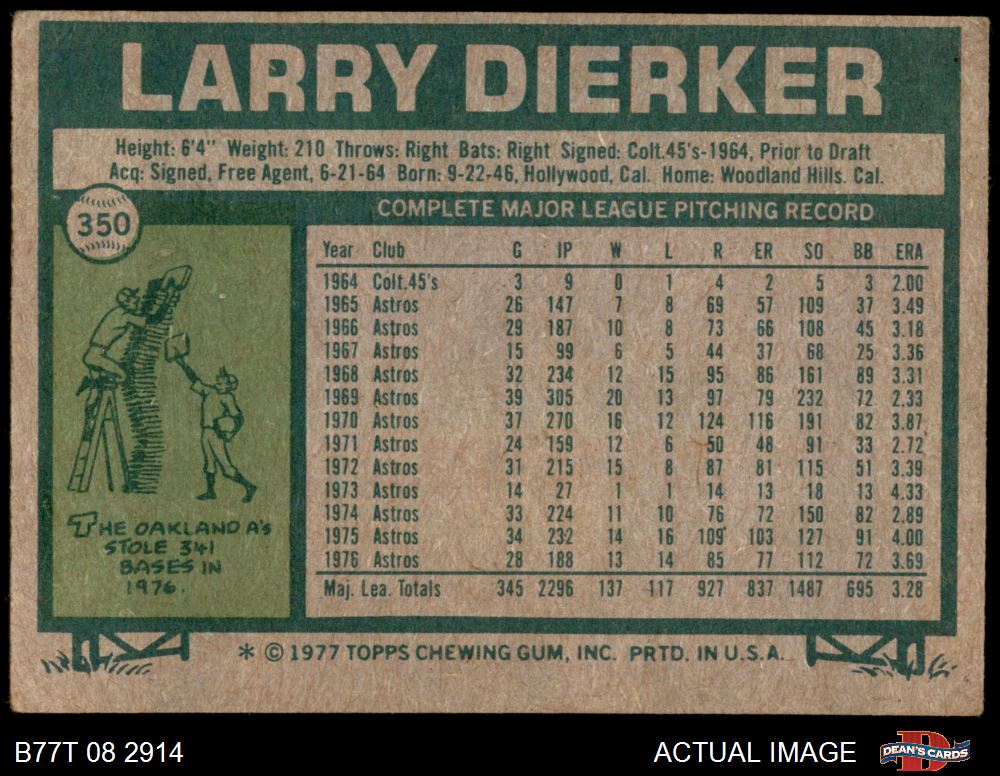 LARRY DIERKER
Height: 6'4" Weight: 210 Throws: Right Bats: Right Signed: Colt.45's-1964, Prior to Draft
Acq: Signed, Free Agent, 6-21-64 Born: 9-22-46, Hollywood, Cal. Home: Woodland Hills. Cal.
350
COMPLETE MAJOR LEAGUE PITCHING RECORD
Year Club G IP W L R ER SO BB ERA
1964 Colt.45's 3 9 0 1 4 2 5 3 2.00
1965 Astros 26 147 7 8 69 57 109 37 3.49
1966 Astros 29 187 10 8 73 66 108 45 3.18
1967 Astros 15 99 6 5 44 37 68 25 3.36
1968 Astros 32 234 12 15 95 86 161 89 3.31
1969 Astros 39 305 20 13 97 79 232 72 2.33
1970 Astros 37 270 16 12 124 116 191 82 3.87
1971 Astros 24 159 12 6 50 48 91 33 2.72
1972 Astros 31 215 15 8 87 81 115 51 3.39
1973 Astros 14 27 1 1 14 13 18 13 4.33
1974 Astros 33 224 11 10 76 72 150 82 2.89
1975 Astros 34 232 14 16 109 103 127 91 4.00
1976 Astros 28 188 13 14 85 77 112 72 3.69
Maj. Lea. Totals 345 2296 137 117 927 837 1487 695 3.28
THE OAKLAND A's
STOLE 341
BASES IN
1976.
* © 1977 TOPPS CHEWING GUM, INC. PRTD. IN U.S.A.
B77T 08 2914
ACTUAL IMAGE
DEAN'S CARDS